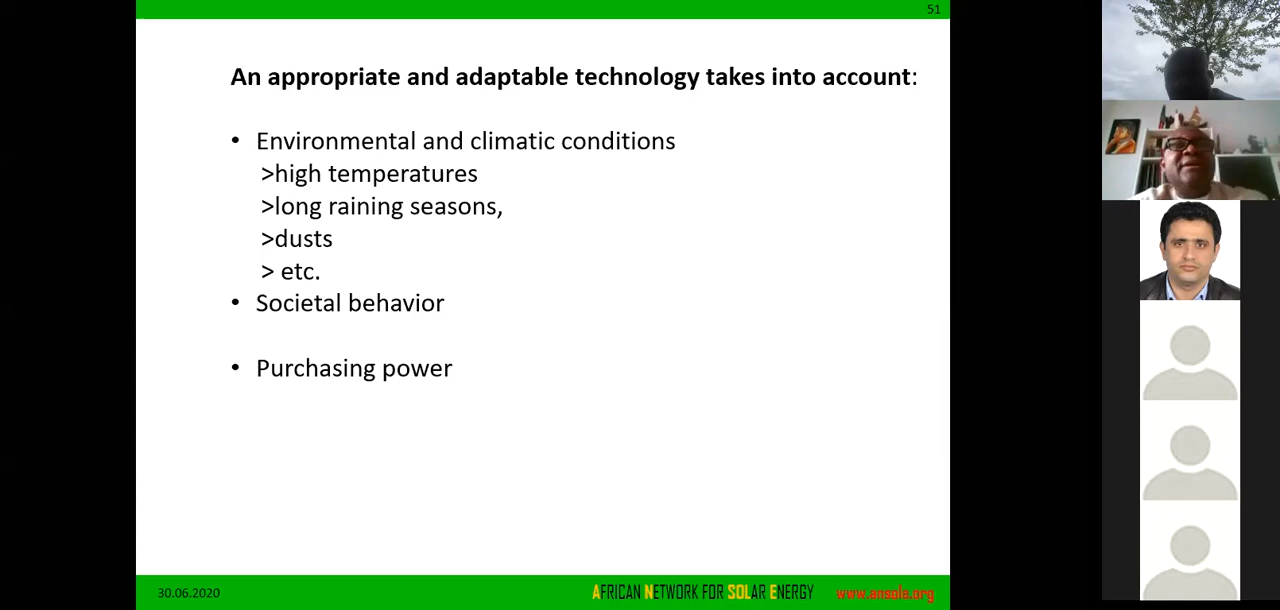 51
An appropriate and adaptable technology takes into account:
• Environmental and climatic conditions
>high temperatures
>long raining seasons,
>dusts
> etc.
• Societal behavior
• Purchasing power
30.06.2020
AFRICAN NETWORK FOR SOLAR ENERGY
www.ansole.org